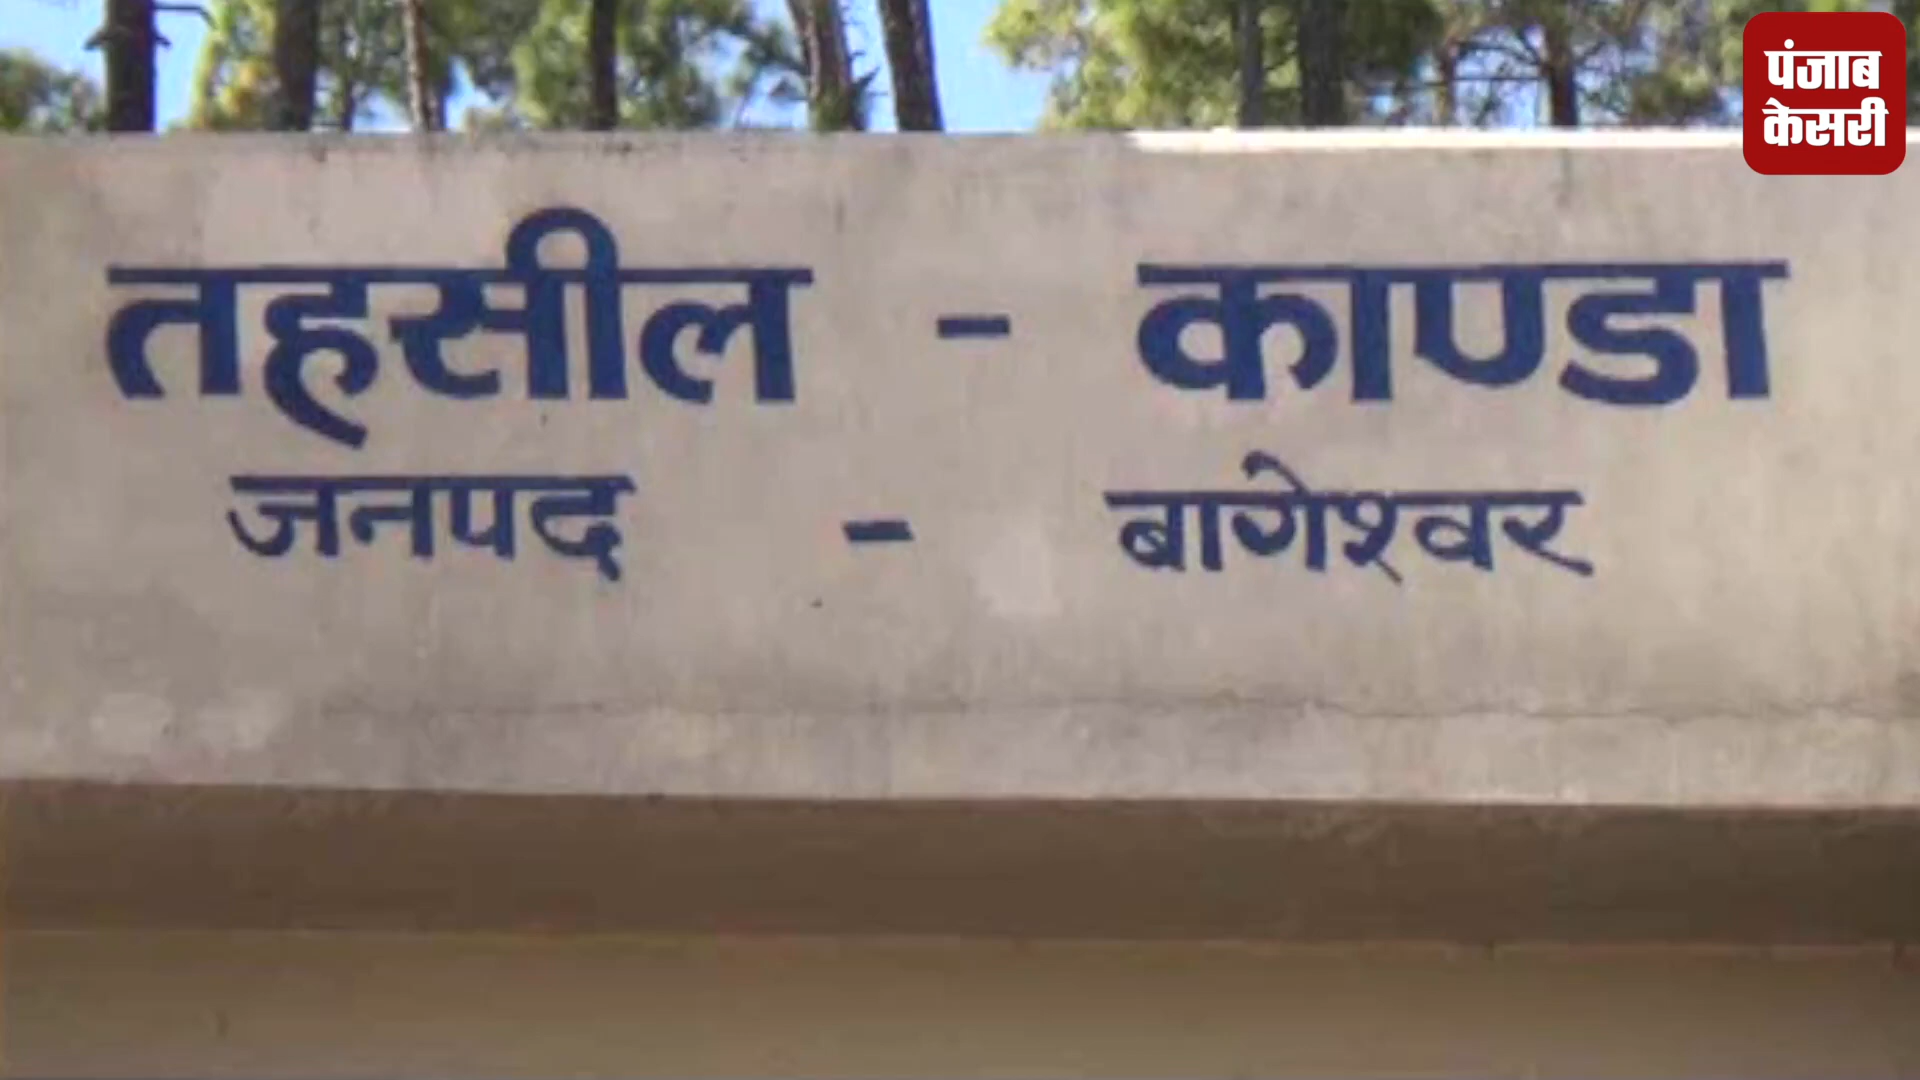 पंजाब
केसरी
तहसील - काण्डा
जनपद - बागेश्वर